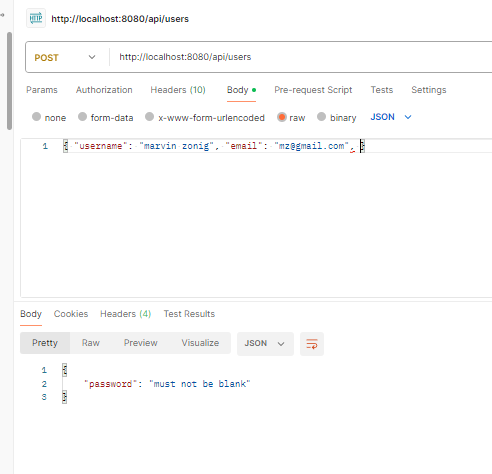 HTTP http://localhost:8080/api/users
POST http://localhost:8080/api/users
Params Authorization Headers (10) Body Pre-request Script Tests Settings
none form-data x-www-form-urlencoded raw binary JSON
1 { "username": "marvin zonig", "email": "mz@gmail.com", }
Body Cookies Headers (4) Test Results
Pretty Raw Preview Visualize JSON
1 {
2 "password": "must not be blank"
3 }